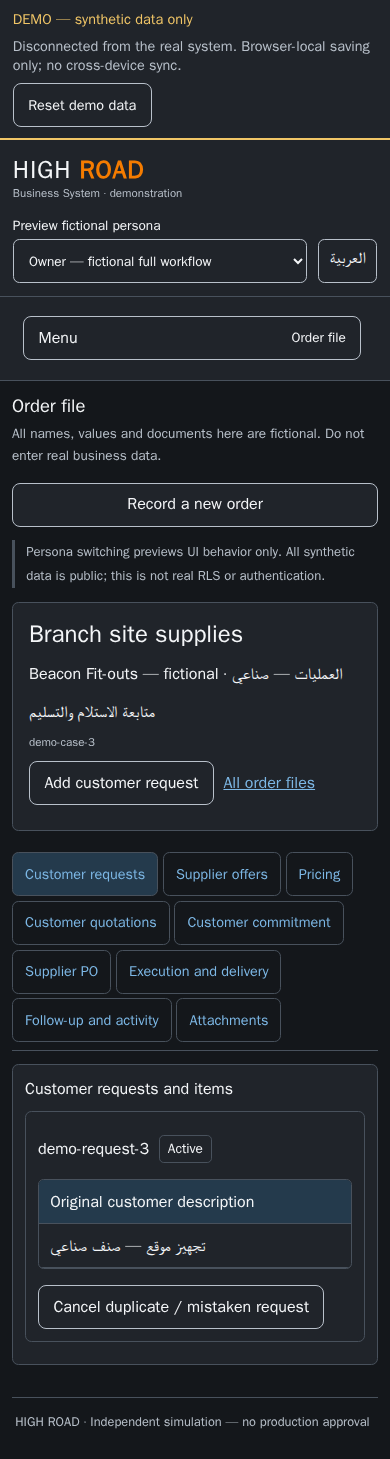 DEMO — synthetic data only
Disconnected from the real system. Browser-local saving
only; no cross-device sync.
Reset demo data
HIGH ROAD
Business System · demonstration
Preview fictional persona
Owner — fictional full workflow
العربية
Menu
Order file
Order file
All names, values and documents here are fictional. Do not
enter real business data.
Record a new order
Persona switching previews UI behavior only. All synthetic
data is public; this is not real RLS or authentication.
Branch site supplies
Beacon Fit-outs — fictional · العمليات — صناعي
متابعة الاستلام والتسليم
demo-case-3
Add customer request
All order files
Customer requests
Supplier offers
Pricing
Customer quotations
Customer commitment
Supplier PO
Execution and delivery
Follow-up and activity
Attachments
Customer requests and items
demo-request-3
Active
Original customer description
تجهيز موقع — صنف صناعي
Cancel duplicate / mistaken request
HIGH ROAD · Independent simulation — no production approval